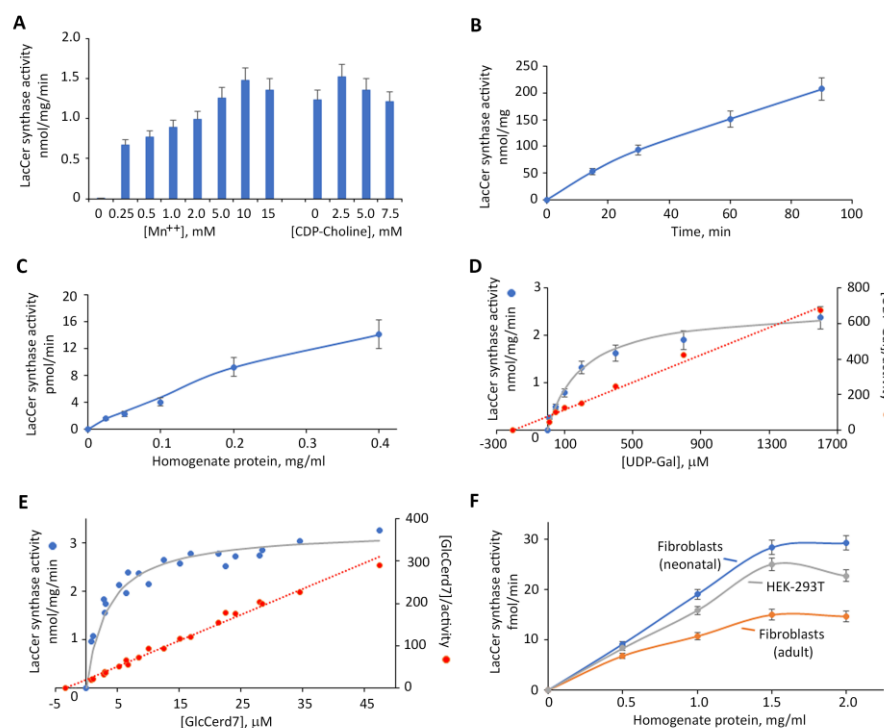 A
LacCer synthase activity
nmol/mg/min
2.0
1.5
1.0
0.5
0
0 0.25 0.5 1.0 2.0 5.0 10 15 0 2.5 5.0 7.5
[Mn++], mM [CDP-Choline], mM
B
LacCer synthase activity
nmol/mg
250
200
150
100
50
0
0 20 40 60 80 100
Time, min
C
LacCer synthase activity
pmol/min
20
16
12
8
4
0
0 0.1 0.2 0.3 0.4
Homogenate protein, mg/ml
D
LacCer synthase activity
nmol/mg/min
3
2
1
0
800
600
400
200
0
-300 100 500 900 1300 1700
[UDP-Gal], μM
E
LacCer synthase activity
nmol/mg/min
3
2
1
0
400
300
200
100
0
[GlcCerd7]/activity
-5 5 15 25 35 45
[GlcCerd7], μM
F
LacCer synthase activity
fmol/min
30
20
10
0
Fibroblasts
(neonatal)
HEK-293T
Fibroblasts
(adult)
0 0.5 1.0 1.5 2.0
Homogenate protein, mg/ml